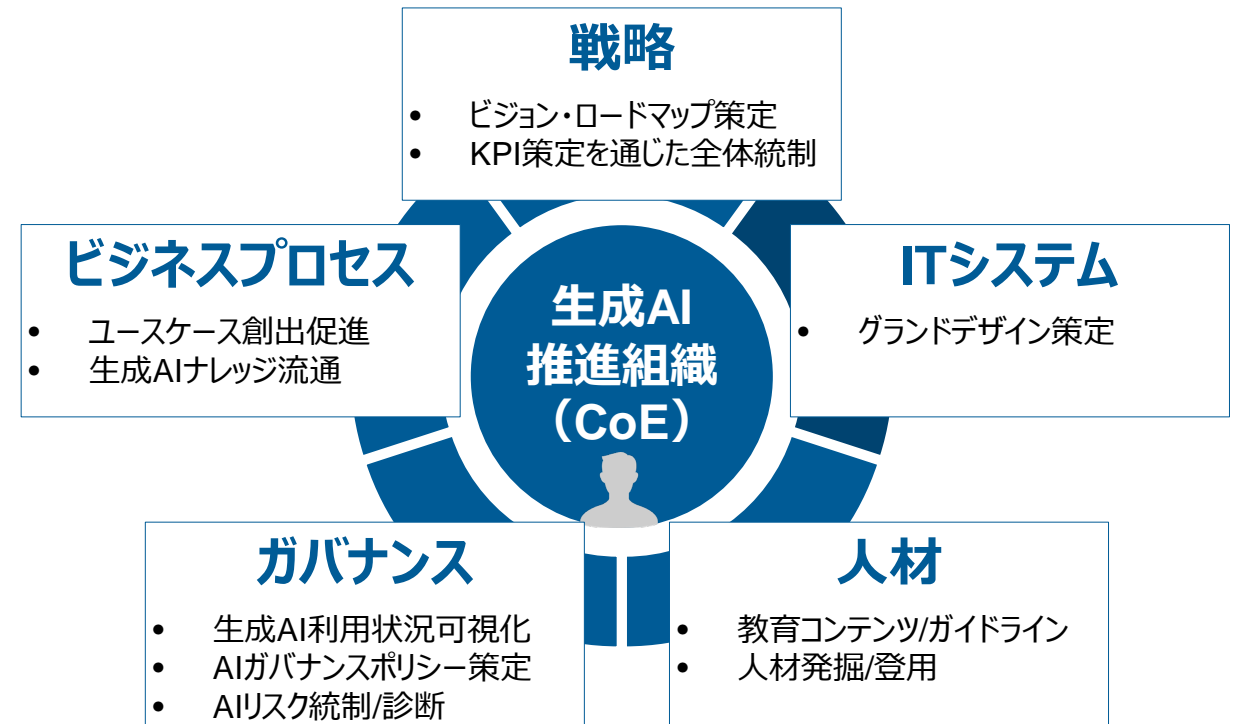 戦略
• ビジョン・ロードマップ策定
• KPI策定を通じた全体統制
ビジネスプロセス
• ユースケース創出促進
• 生成AIナレッジ流通
生成AI
推進組織
（CoE）
ITシステム
• グランドデザイン策定
ガバナンス
• 生成AI利用状況可視化
• AIガバナンスポリシー策定
• AIリスク統制/診断
人材
• 教育コンテンツ/ガイドライン
• 人材発掘/登用